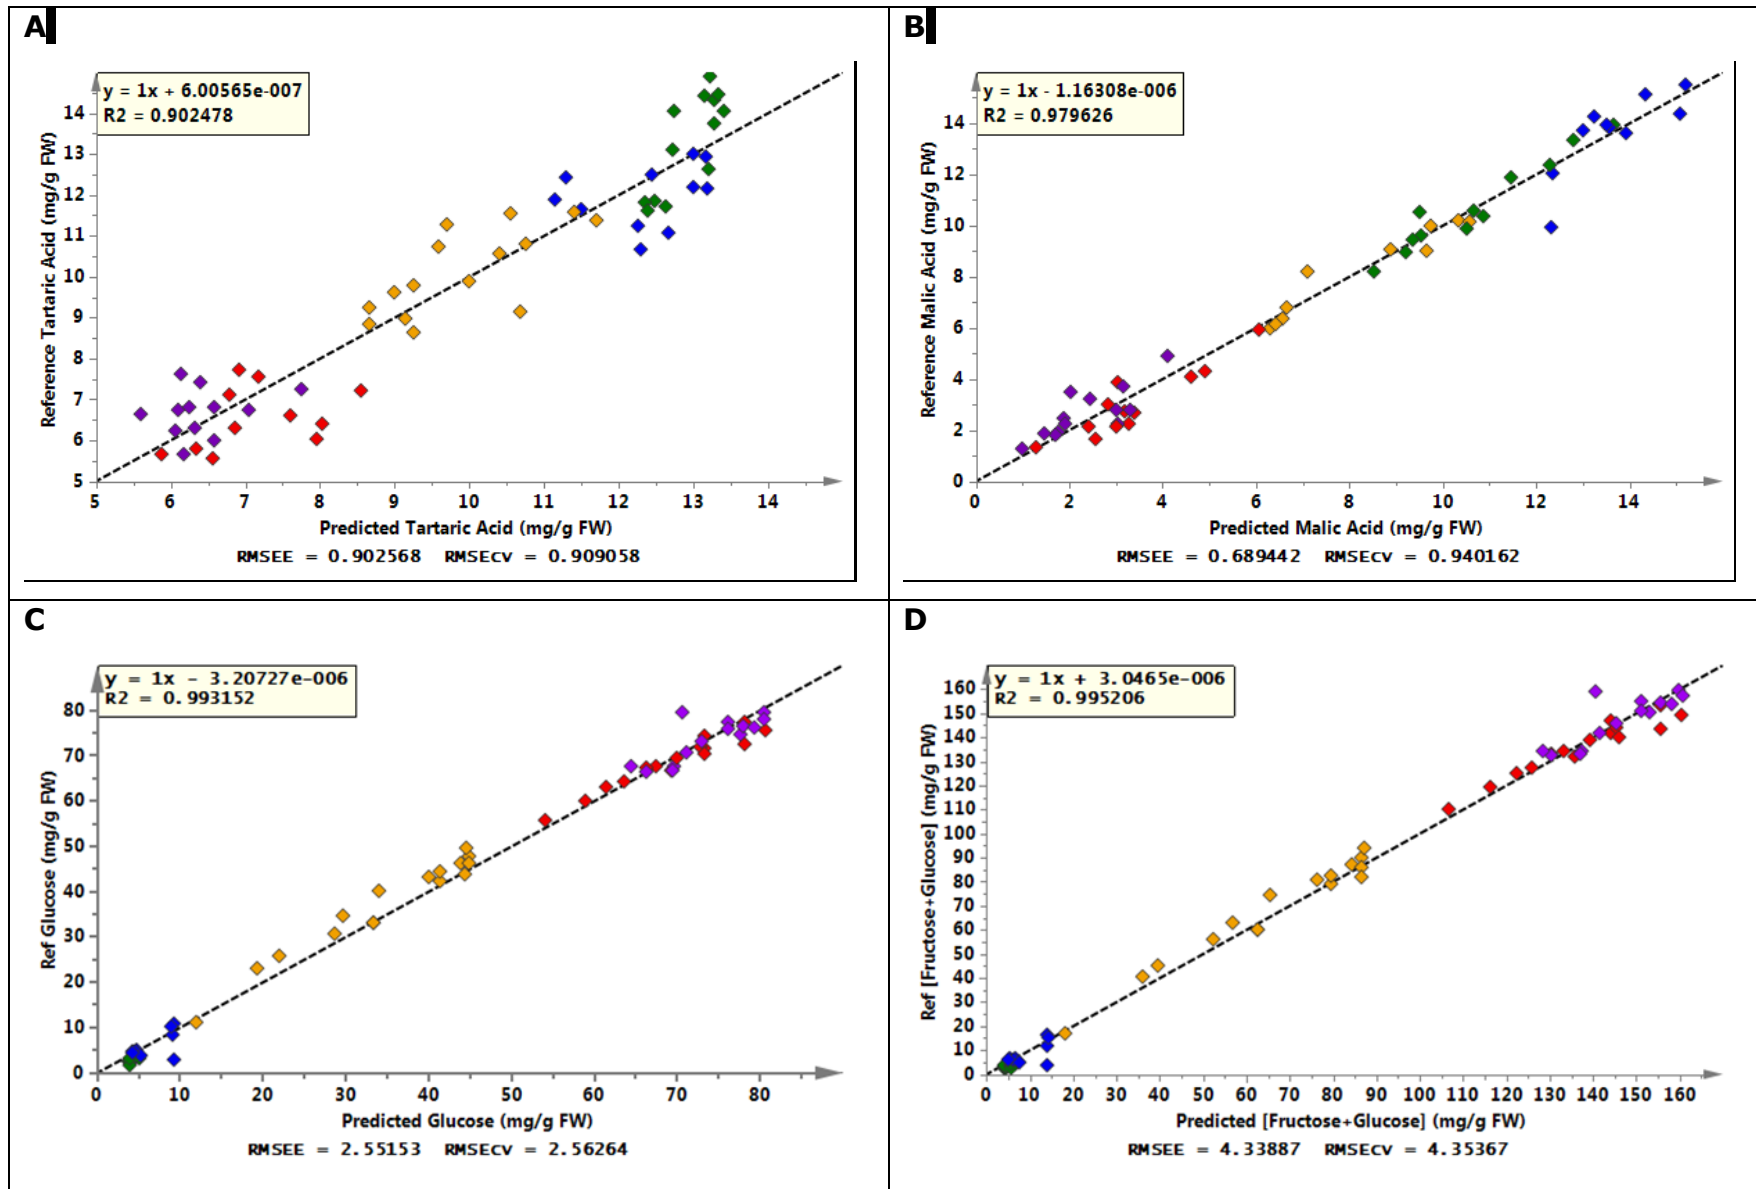 A
y = 1x + 6.00565e-007
R2 = 0.902478
Reference Tartaric Acid (mg/g FW)
14
13
12
11
10
9
8
7
6
5
5 6 7 8 9 10 11 12 13 14
Predicted Tartaric Acid (mg/g FW)
RMSEE = 0.902568 RMSEcv = 0.909058
B
y = 1x - 1.16308e-006
R2 = 0.979626
Reference Malic Acid (mg/g FW)
14
12
10
8
6
4
2
0
0 2 4 6 8 10 12 14
Predicted Malic Acid (mg/g FW)
RMSEE = 0.689442 RMSEcv = 0.940162
C
y = 1x - 3.20727e-006
R2 = 0.993152
Ref Glucose (mg/g FW)
80
70
60
50
40
30
20
10
0
0 10 20 30 40 50 60 70 80
Predicted Glucose (mg/g FW)
RMSEE = 2.55153 RMSEcv = 2.56264
D
y = 1x + 3.0465e-006
R2 = 0.995206
Ref [Fructose+Glucose] (mg/g FW)
160
150
140
130
120
110
100
90
80
70
60
50
40
30
20
10
0
0 10 20 30 40 50 60 70 80 90 100 110 120 130 140 150 160
Predicted [Fructose+Glucose] (mg/g FW)
RMSEE = 4.33887 RMSEcv = 4.35367